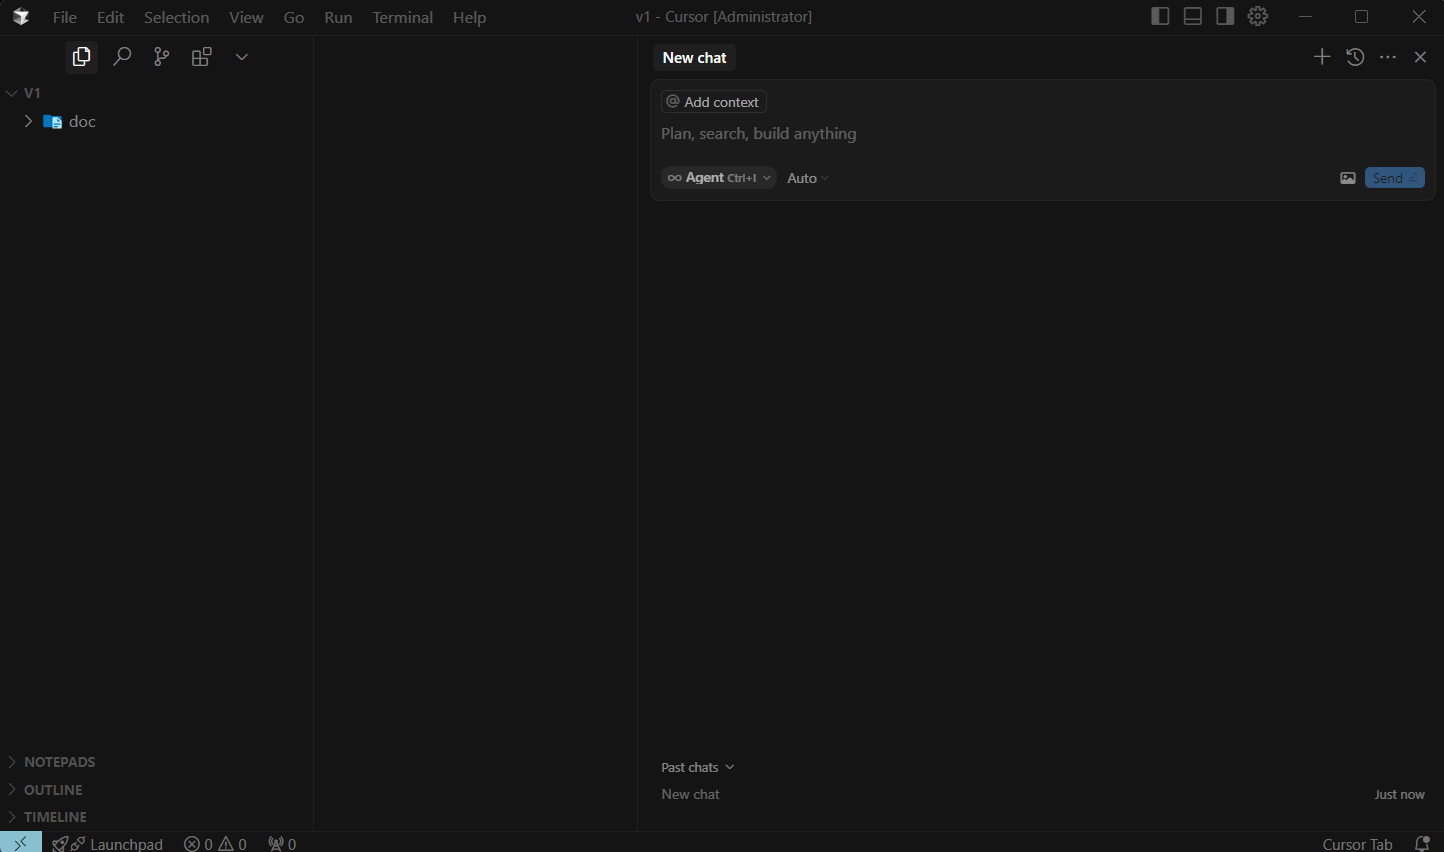 File Edit Selection View Go Run Terminal Help
v1 - Cursor [Administrator]
V1
doc
NOTEPADS
OUTLINE
TIMELINE
New chat
@ Add context
Plan, search, build anything
Agent Ctrl+I
Auto
Send
Past chats
New chat
Just now
Launchpad 0 0 0
Cursor Tab